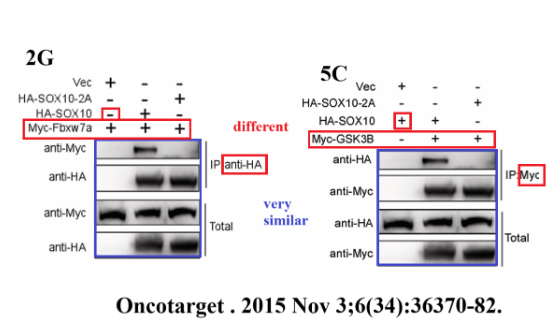 2G
Vec + - -
HA-SOX10-2A - - +
HA-SOX10 - + -
Myc-Fbxw7a + + +
anti-Myc
anti-HA
IP:anti-HA
anti-Myc
anti-HA
Total
different
very
similar
5C
Vec + - -
HA-SOX10-2A - - +
HA-SOX10 + + -
Myc-GSK3B - + +
anti-HA
anti-Myc
IP:Myc
anti-HA
anti-Myc
Total
Oncotarget . 2015 Nov 3;6(34):36370-82.